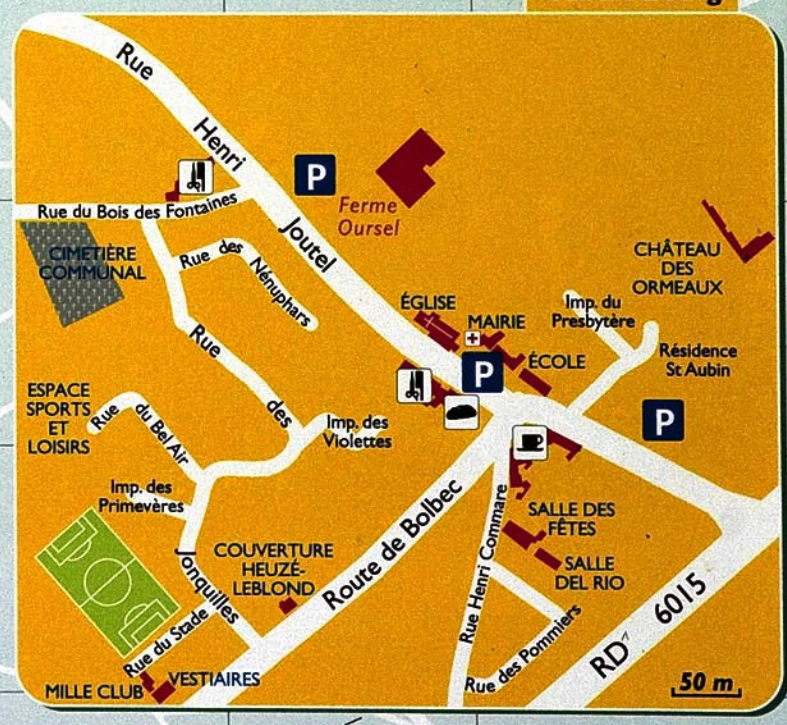 Rue
Henri
Joutel
P
Ferme
Oursel
Rue du Bois des Fontaines
CIMETIÈRE
COMMUNAL
Rue des Nénuphars
CHÂTEAU
DES
ORMEAUX
ÉGLISE
MAIRIE
Imp. du
Presbytère
ÉCOLE
Résidence
St Aubin
P
P
Rue
des
Jonquilles
ESPACE
SPORTS
ET
LOISIRS
Rue du Bel Air
Imp. des
Violettes
Imp. des
Primevères
COUVERTURE
HEUZÉ-
LEBLOND
Route de Bolbec
Rue Henri Commare
SALLE DES
FÊTES
SALLE
DEL RIO
Rue du Stade
Rue des Pommiers
RD 6015
MILLE CLUB
VESTIAIRES
50 m